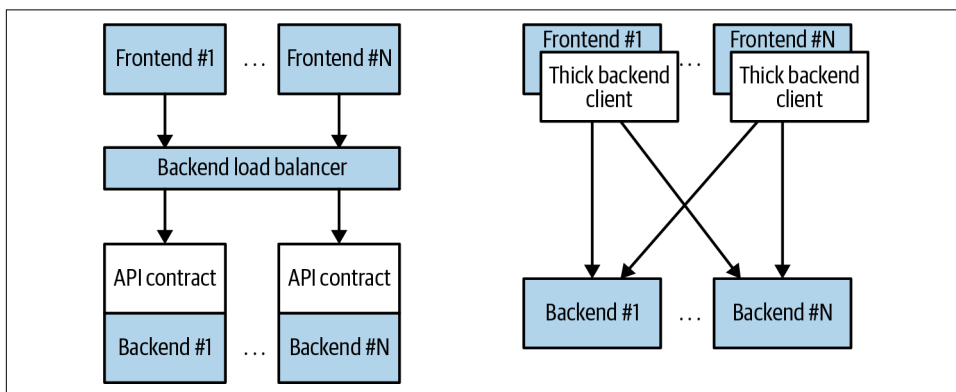 Frontend #1 ... Frontend #N
Backend load balancer
API contract API contract
Backend #1 ... Backend #N
Frontend #1 ... Frontend #N
Thick backend
client
Thick backend
client
Backend #1 ... Backend #N